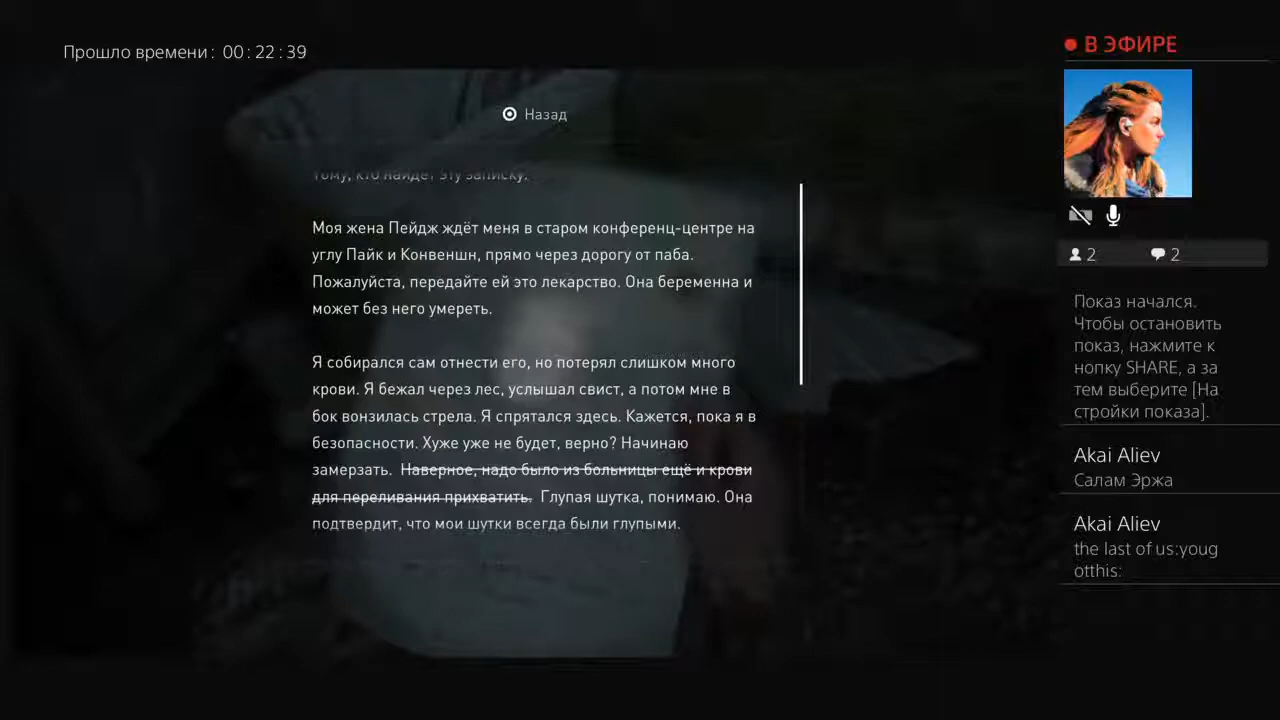 Прошло времени: 00:22:39
В ЭФИРЕ
Назад
тому, кто найдет эту записку.
Моя жена Пейдж ждёт меня в старом конференц-центре на
углу Пайк и Конвеншн, прямо через дорогу от паба.
Пожалуйста, передайте ей это лекарство. Она беременна и
может без него умереть.
Я собирался сам отнести его, но потерял слишком много
крови. Я бежал через лес, услышал свист, а потом мне в
бок вонзилась стрела. Я спрятался здесь. Кажется, пока я в
безопасности. Хуже уже не будет, верно? Начинаю
замерзать. Наверное, надо было из больницы ещё и крови
для переливания прихватить. Глупая шутка, понимаю. Она
подтвердит, что мои шутки всегда были глупыми.
2 2
Показ начался.
Чтобы остановить
показ, нажмите к
нопку SHARE, а за
тем выберите [На
стройки показа].
Akai Aliev
Салам Эржа
Akai Aliev
the last of us:youg
otthis: